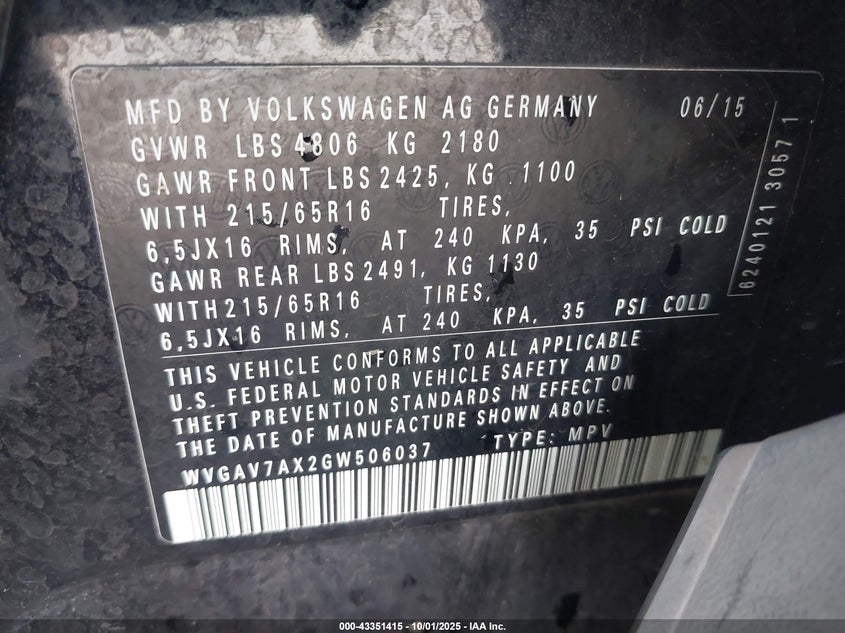 MFD BY VOLKSWAGEN AG GERMANY 06/15
GVWR LBS 4806 KG 2180
GAWR FRONT LBS 2425, KG 1100
WITH 215/65R16 TIRES,
6,5JX16 RIMS, AT 240 KPA, 35 PSI COLD
GAWR REAR LBS 2491, KG 1130
WITH 215/65R16 TIRES,
6,5JX16 RIMS, AT 240 KPA, 35 PSI COLD
THIS VEHICLE CONFORMS TO ALL APPLICABLE
U.S. FEDERAL MOTOR VEHICLE SAFETY AND
THEFT PREVENTION STANDARDS IN EFFECT ON
THE DATE OF MANUFACTURE SHOWN ABOVE.
WVGAV7AX2GW506037 TYPE: MPV
6240121 3057 1
000-43351415 - 10/01/2025 - IAA Inc.